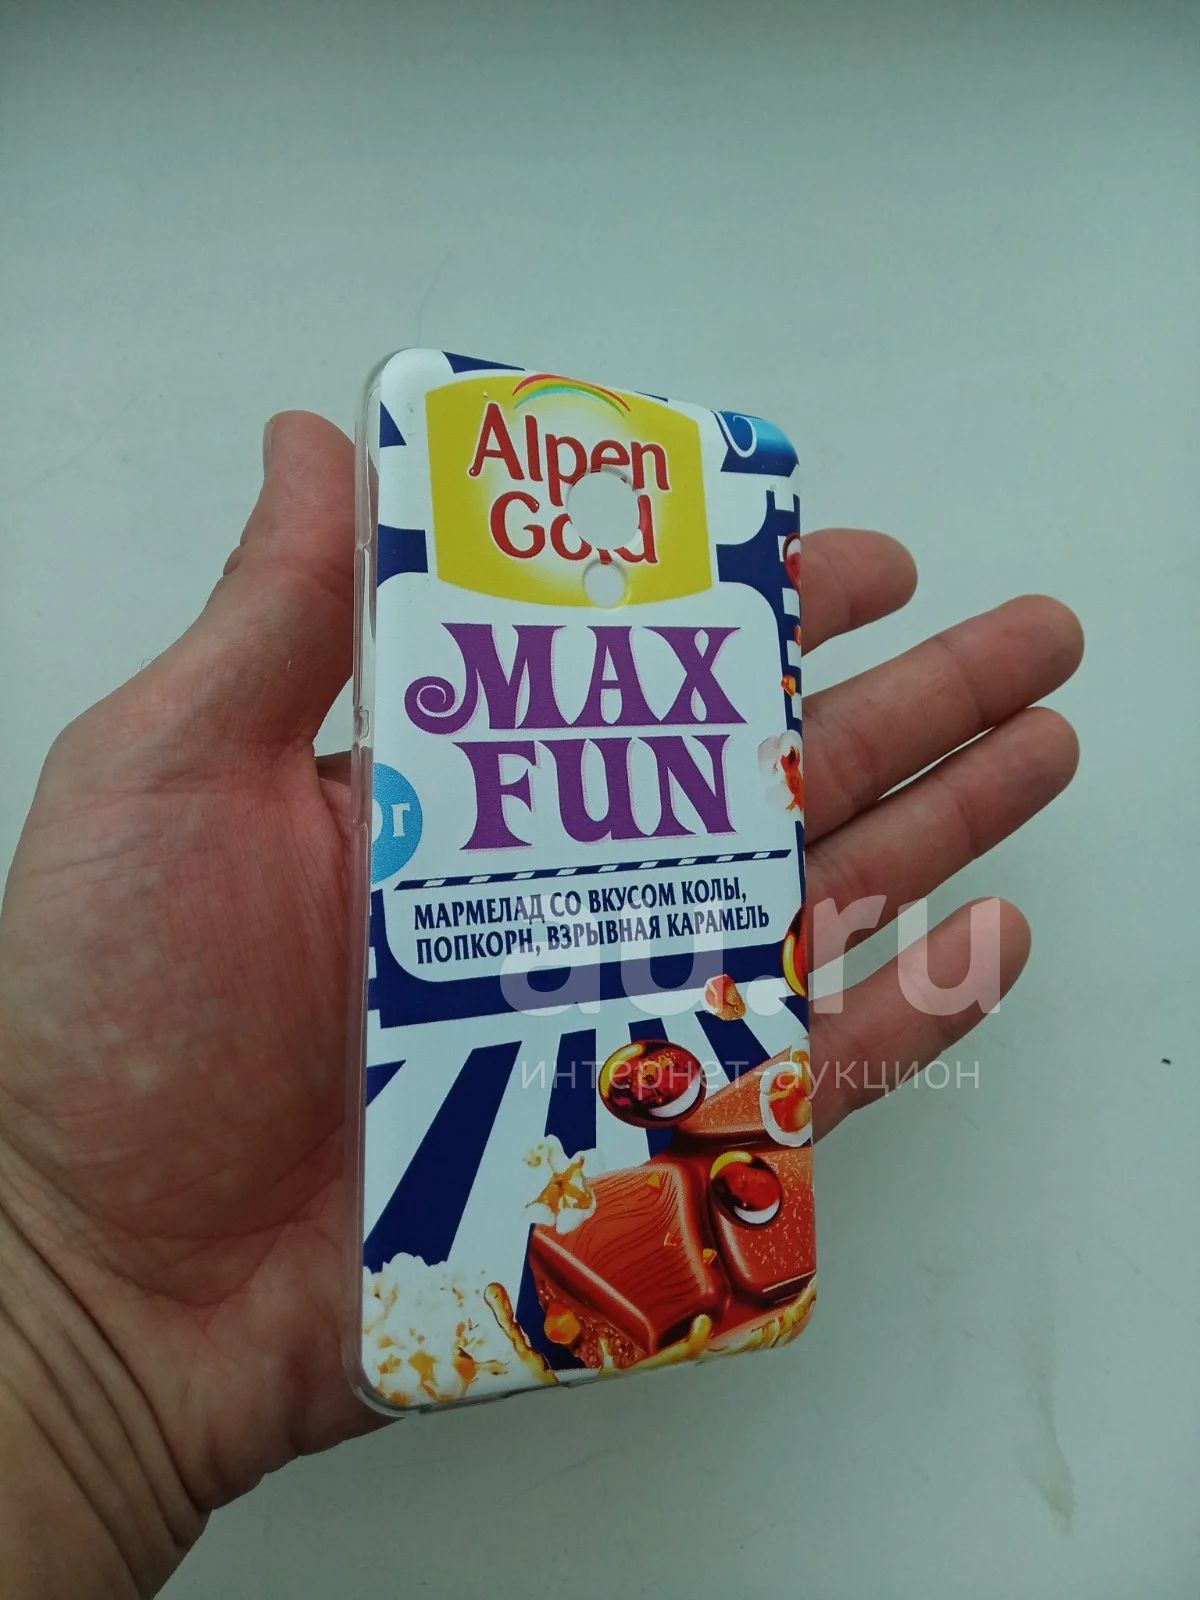 Alpen
Gold
MAX
FUN
г
МАРМЕЛАД СО ВКУСОМ КОЛЫ,
ПОПКОРН, ВЗРЫВНАЯ КАРАМЕЛЬ
au.ru
интернет-аукцион